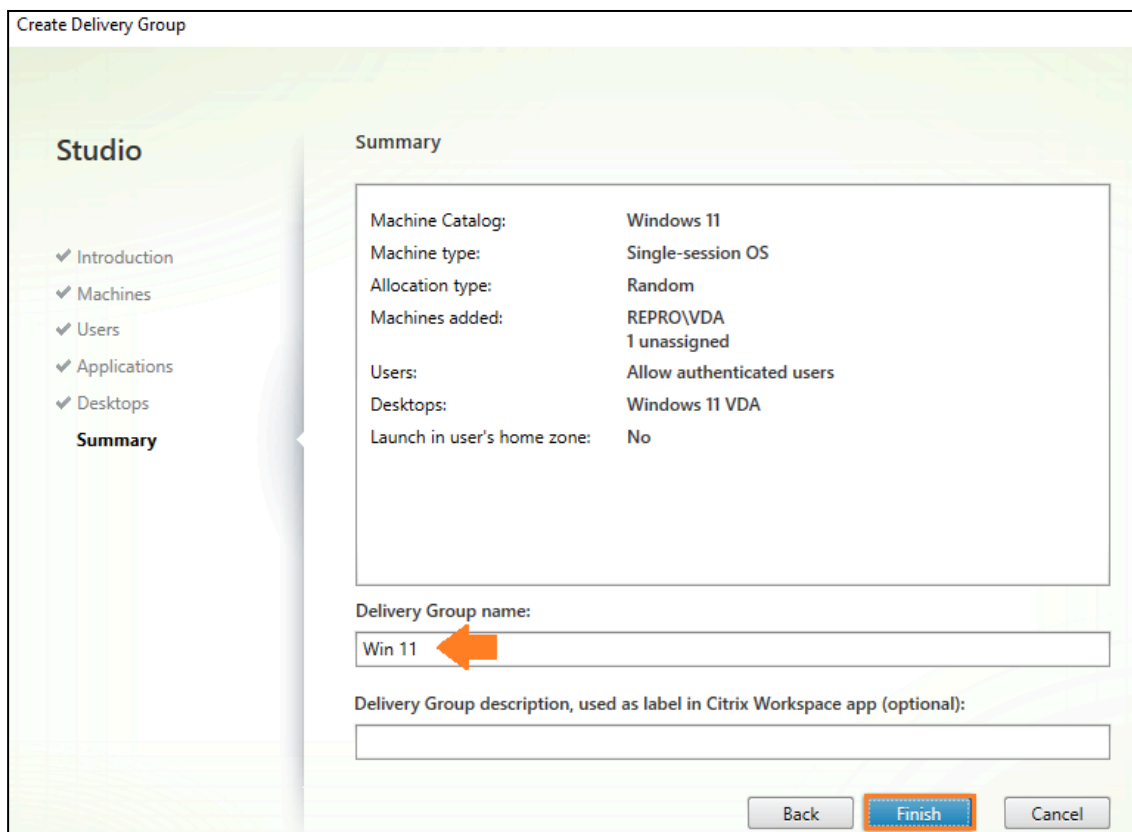 Create Delivery Group
Studio
Introduction
Machines
Users
Applications
Desktops
Summary
Summary
Machine Catalog: Windows 11
Machine type: Single-session OS
Allocation type: Random
Machines added: REPRO\VDA
1 unassigned
Users: Allow authenticated users
Desktops: Windows 11 VDA
Launch in user's home zone: No
Delivery Group name:
Win 11
Delivery Group description, used as label in Citrix Workspace app (optional):
Back Finish Cancel